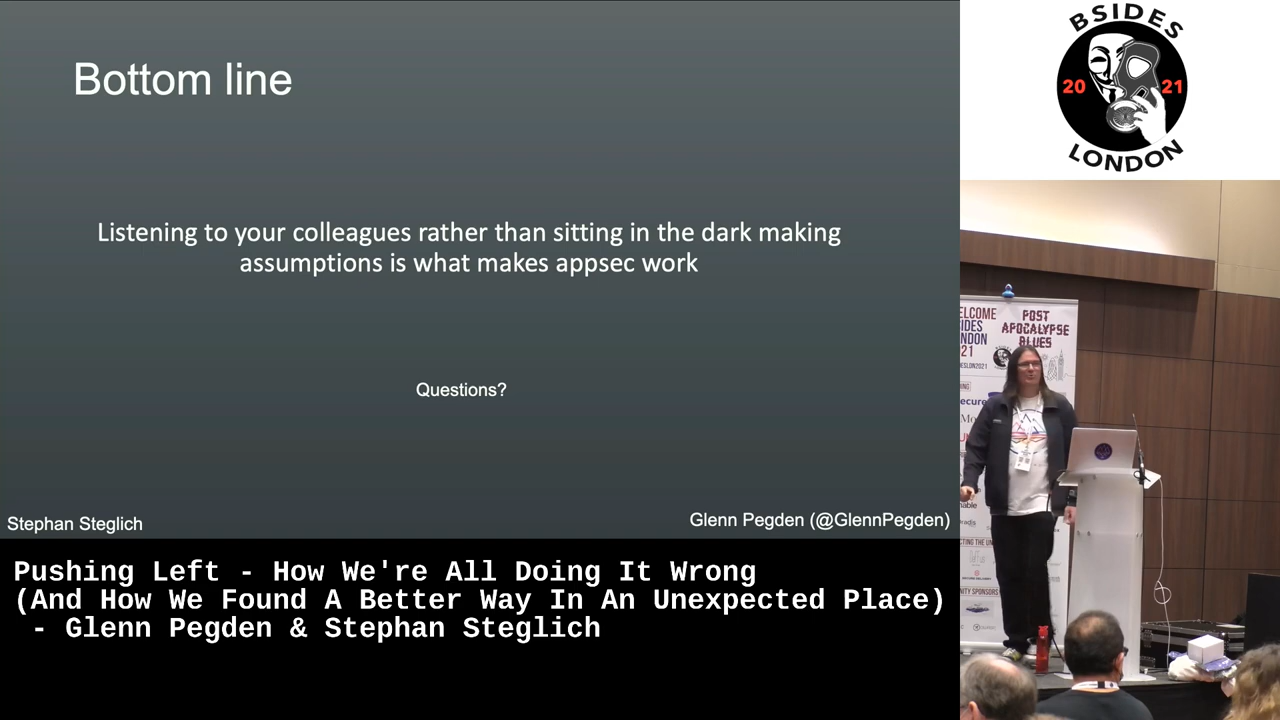 Bottom line
Listening to your colleagues rather than sitting in the dark making
assumptions is what makes appsec work
Questions?
Stephan Steglich
Glenn Pegden (@GlennPegden)
Pushing Left - How We're All Doing It Wrong
(And How We Found A Better Way In An Unexpected Place)
- Glenn Pegden & Stephan Steglich
BSIDES
20 21
LONDON
POST
APOCALYPSE
BLUES